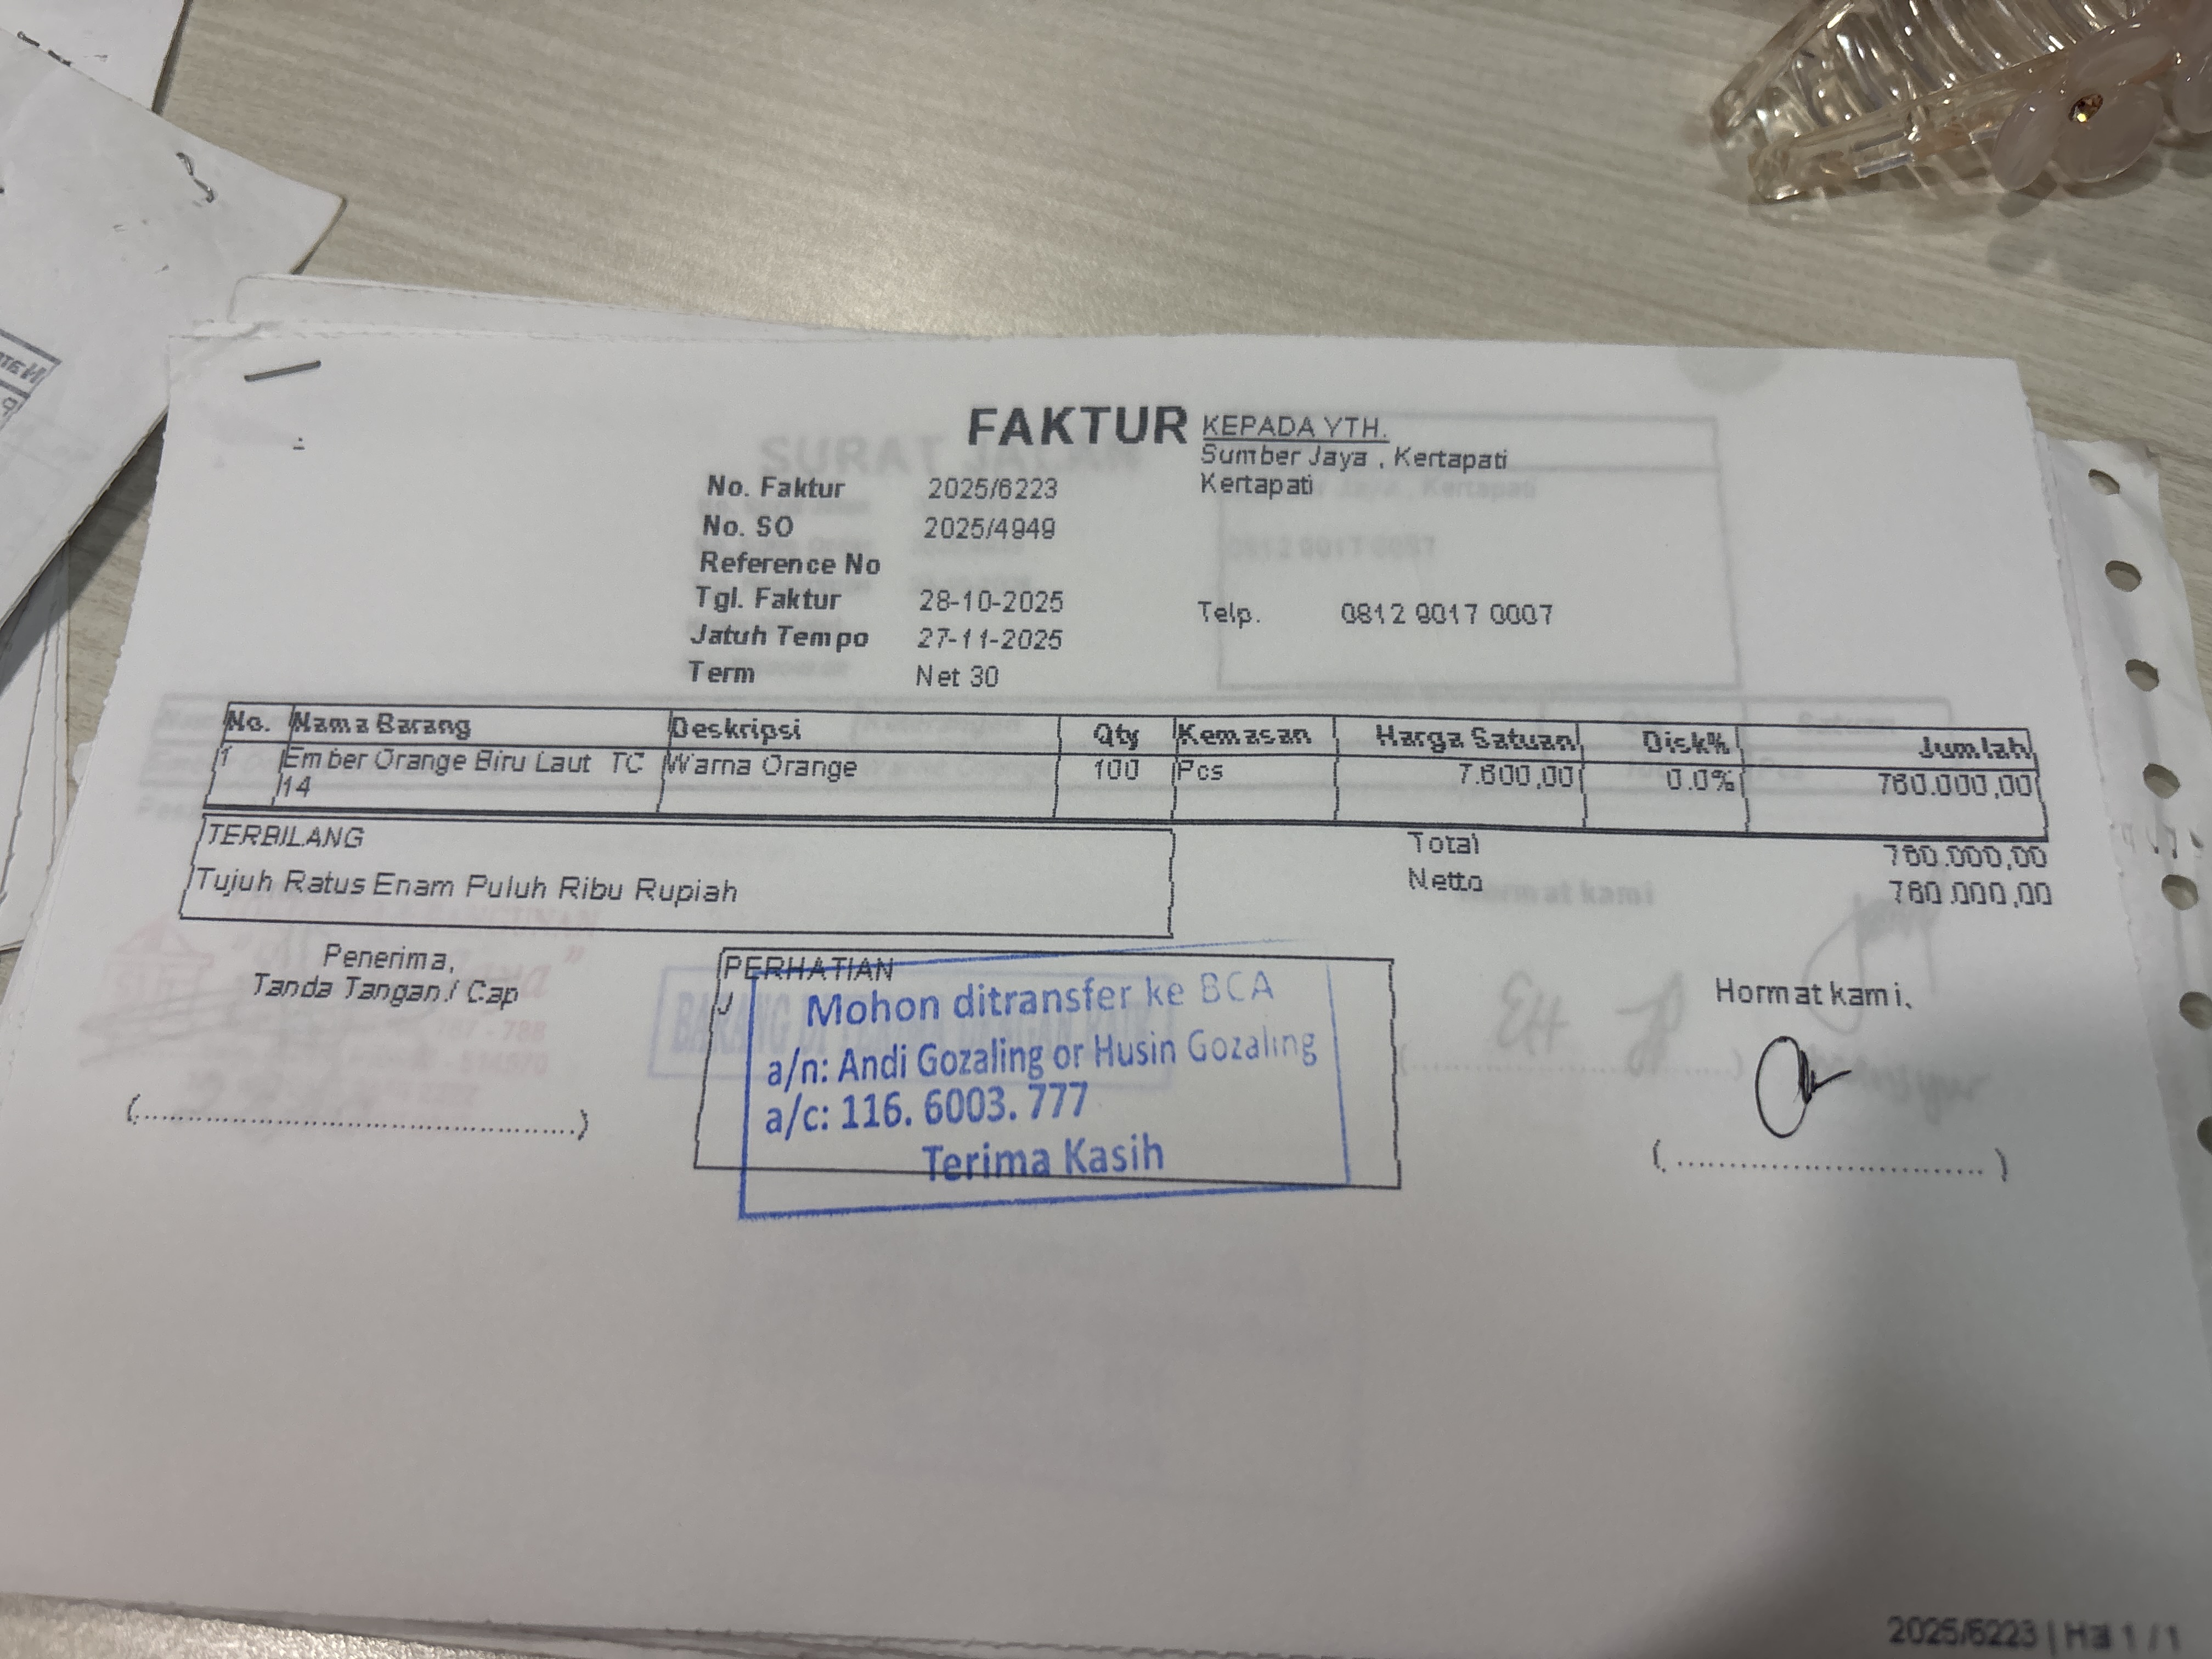 FAKTUR
KEPADA YTH.
Sumber Jaya , Kertapati
Kertapati
No. Faktur 2025/6223
No. SO 2025/4949
Reference No
Tgl. Faktur 28-10-2025
Telp. 0812 9017 0007
Jatuh Tempo 27-11-2025
Term Net 30
No. Nama Barang Deskripsi Qty Kemasan Harga Satuan Disk% Jumlah
1 Ember Orange Biru Laut TC Warna Orange 100 Pcs 7.600,00 0.0% 760.000,00
14
TERBILANG
Tujuh Ratus Enam Puluh Ribu Rupiah
Total 760.000,00
Netto 760.000,00
Penerima,
Tanda Tangan / Cap
PERHATIAN
Mohon ditransfer ke BCA
a/n: Andi Gozaling or Husin Gozaling
a/c: 116. 6003. 777
Terima Kasih
Hormat kami,
(................................................)
(................................)
SURAT JALAN
2025/6223 | Hal 1 / 1